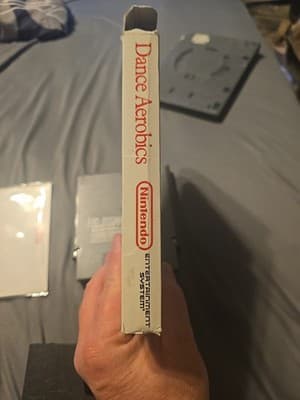 Dance Aerobics
Nintendo
ENTERTAINMENT
SYSTEM®